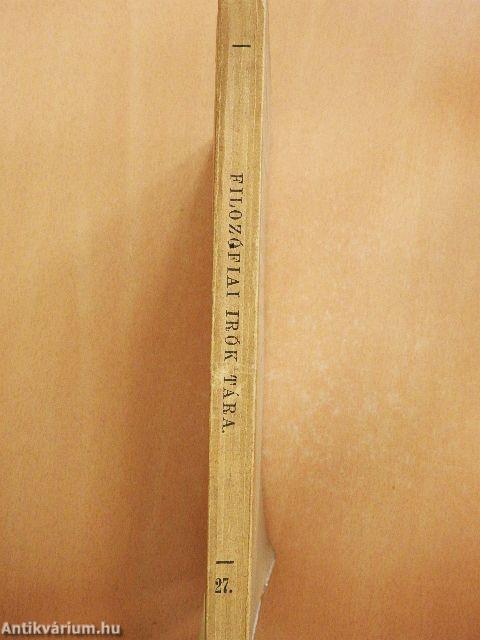 FILOZÓFIAI IRÓK TÁRA.
27.
Antikvárium.hu